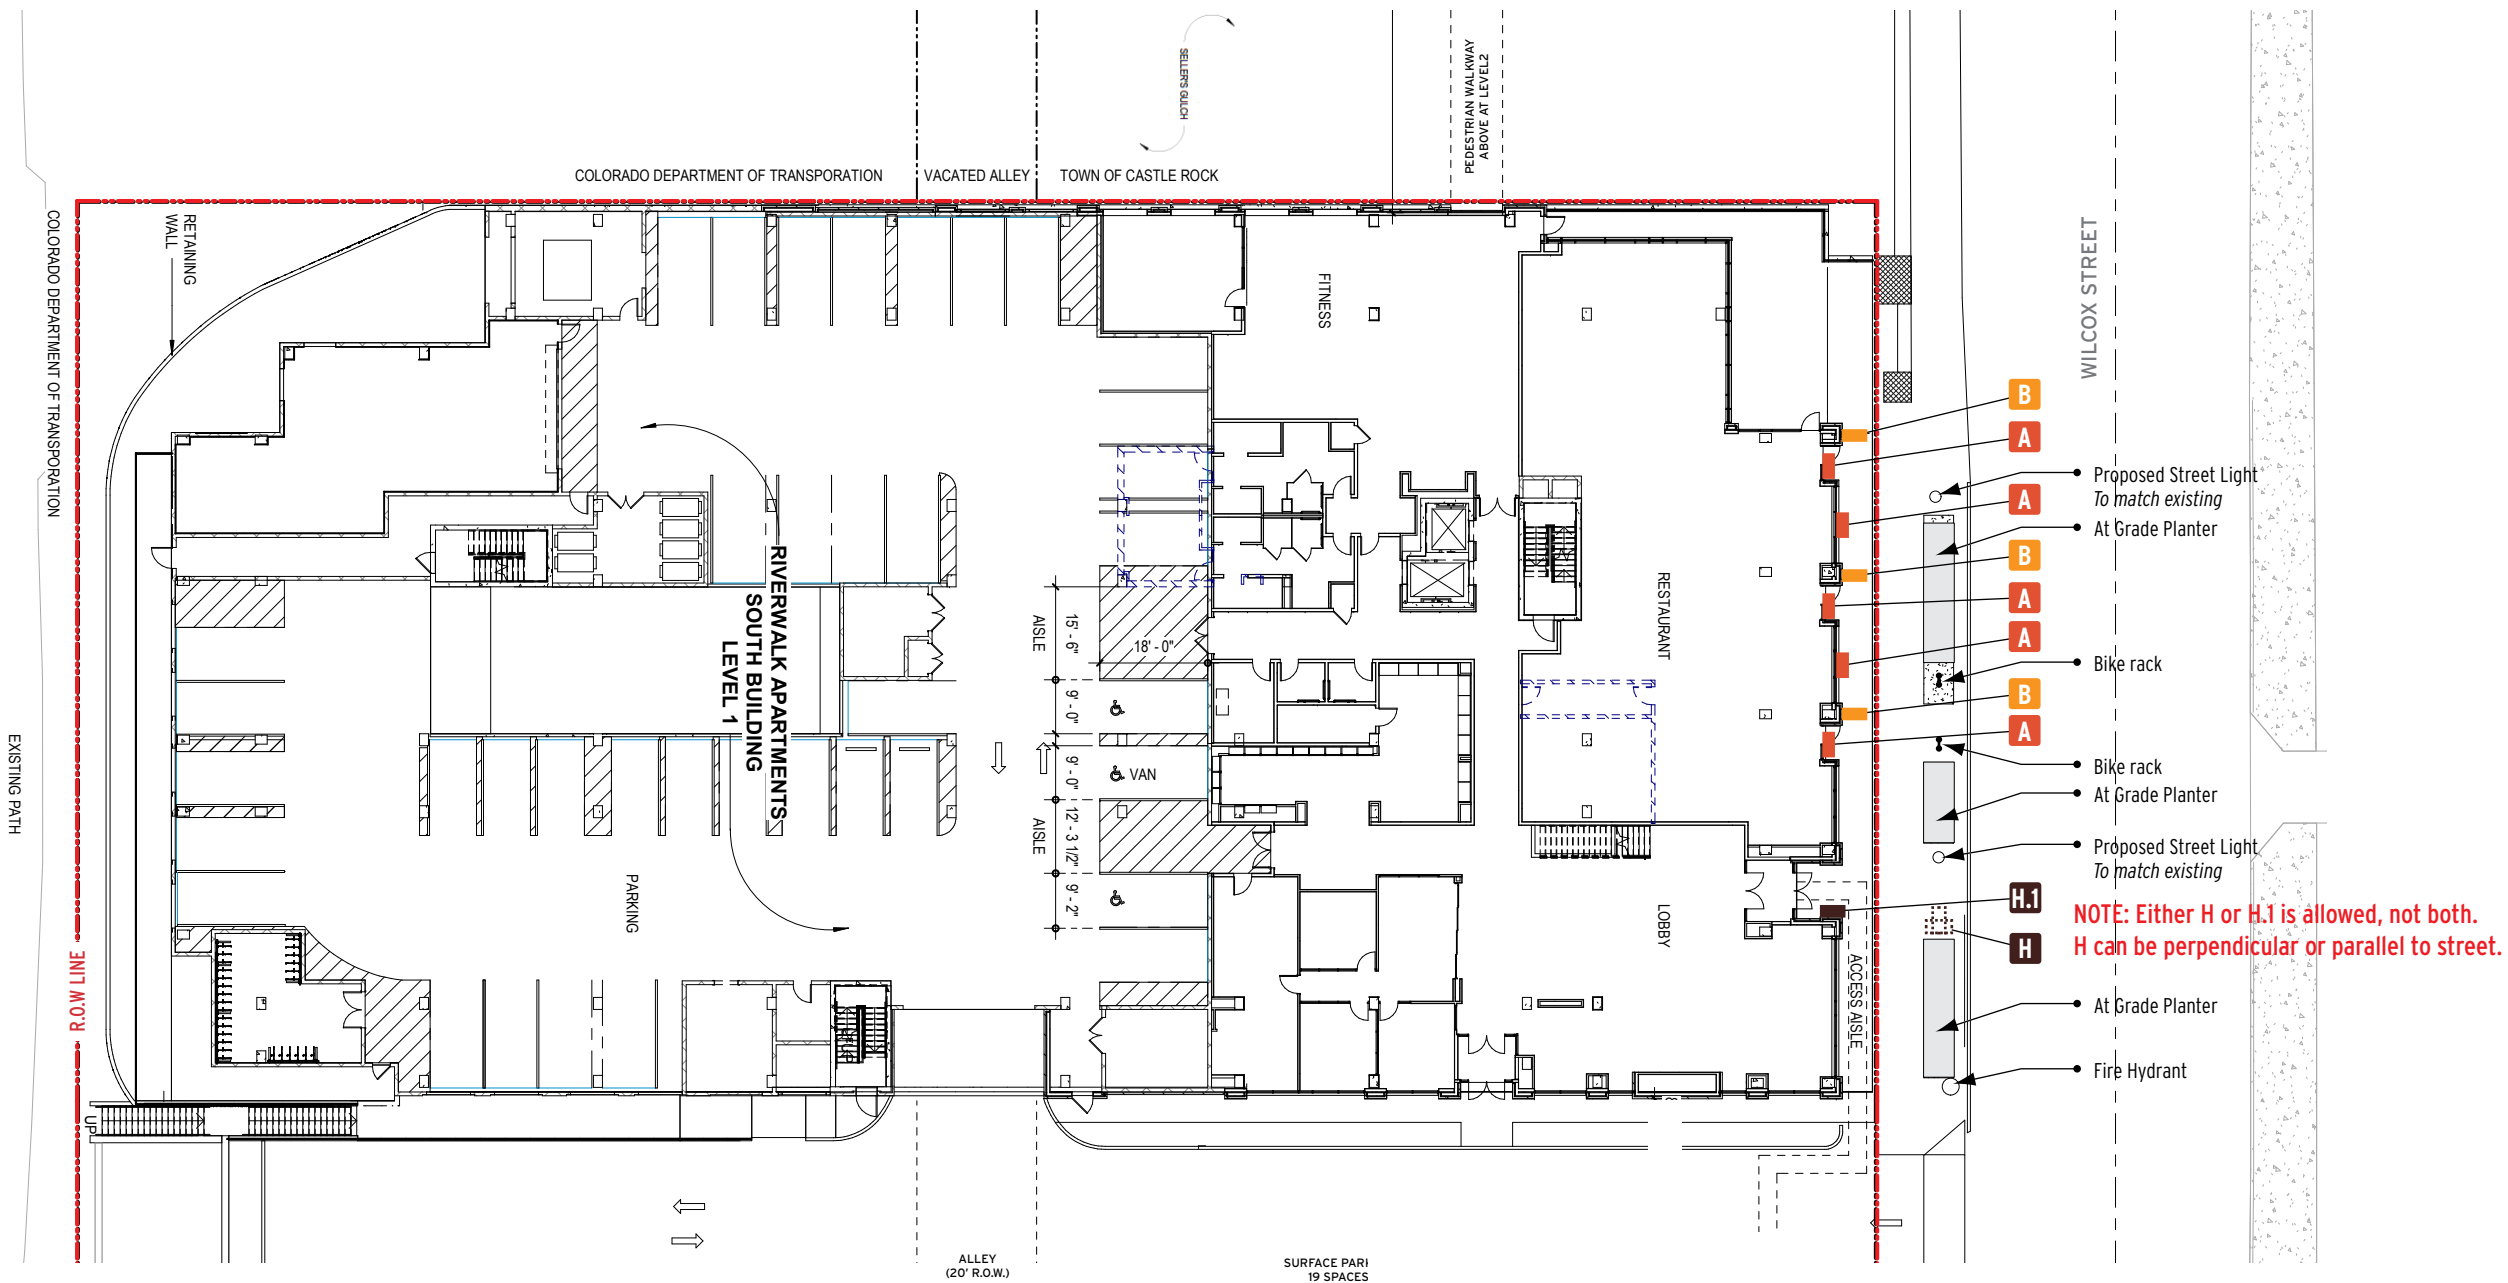 SELLER'S GULCH
PEDESTRIAN WALKWAY
ABOVE AT LEVEL2
COLORADO DEPARTMENT OF TRANSPORATION
VACATED ALLEY
TOWN OF CASTLE ROCK
WILCOX STREET
RETAINING
WALL
COLORADO DEPARTMENT OF TRANSPORATION
FITNESS
B
A
Proposed Street Light
To match existing
A
At Grade Planter
B
RIVERWALK APARTMENTS
SOUTH BUILDING
LEVEL 1
RESTAURANT
AISLE
15' - 6"
18' - 0"
A
A
Bike rack
9' - 0"
B
A
EXISTING PATH
9' - 0"
VAN
Bike rack
At Grade Planter
AISLE
12' - 3 1/2"
Proposed Street Light
To match existing
PARKING
9' - 2"
LOBBY
H.1
NOTE: Either H or H.1 is allowed, not both.
H can be perpendicular or parallel to street.
H
R.O.W LINE
ACCESS AISLE
At Grade Planter
Fire Hydrant
UP
ALLEY
(20' R.O.W.)
SURFACE PAR
19 SPACES